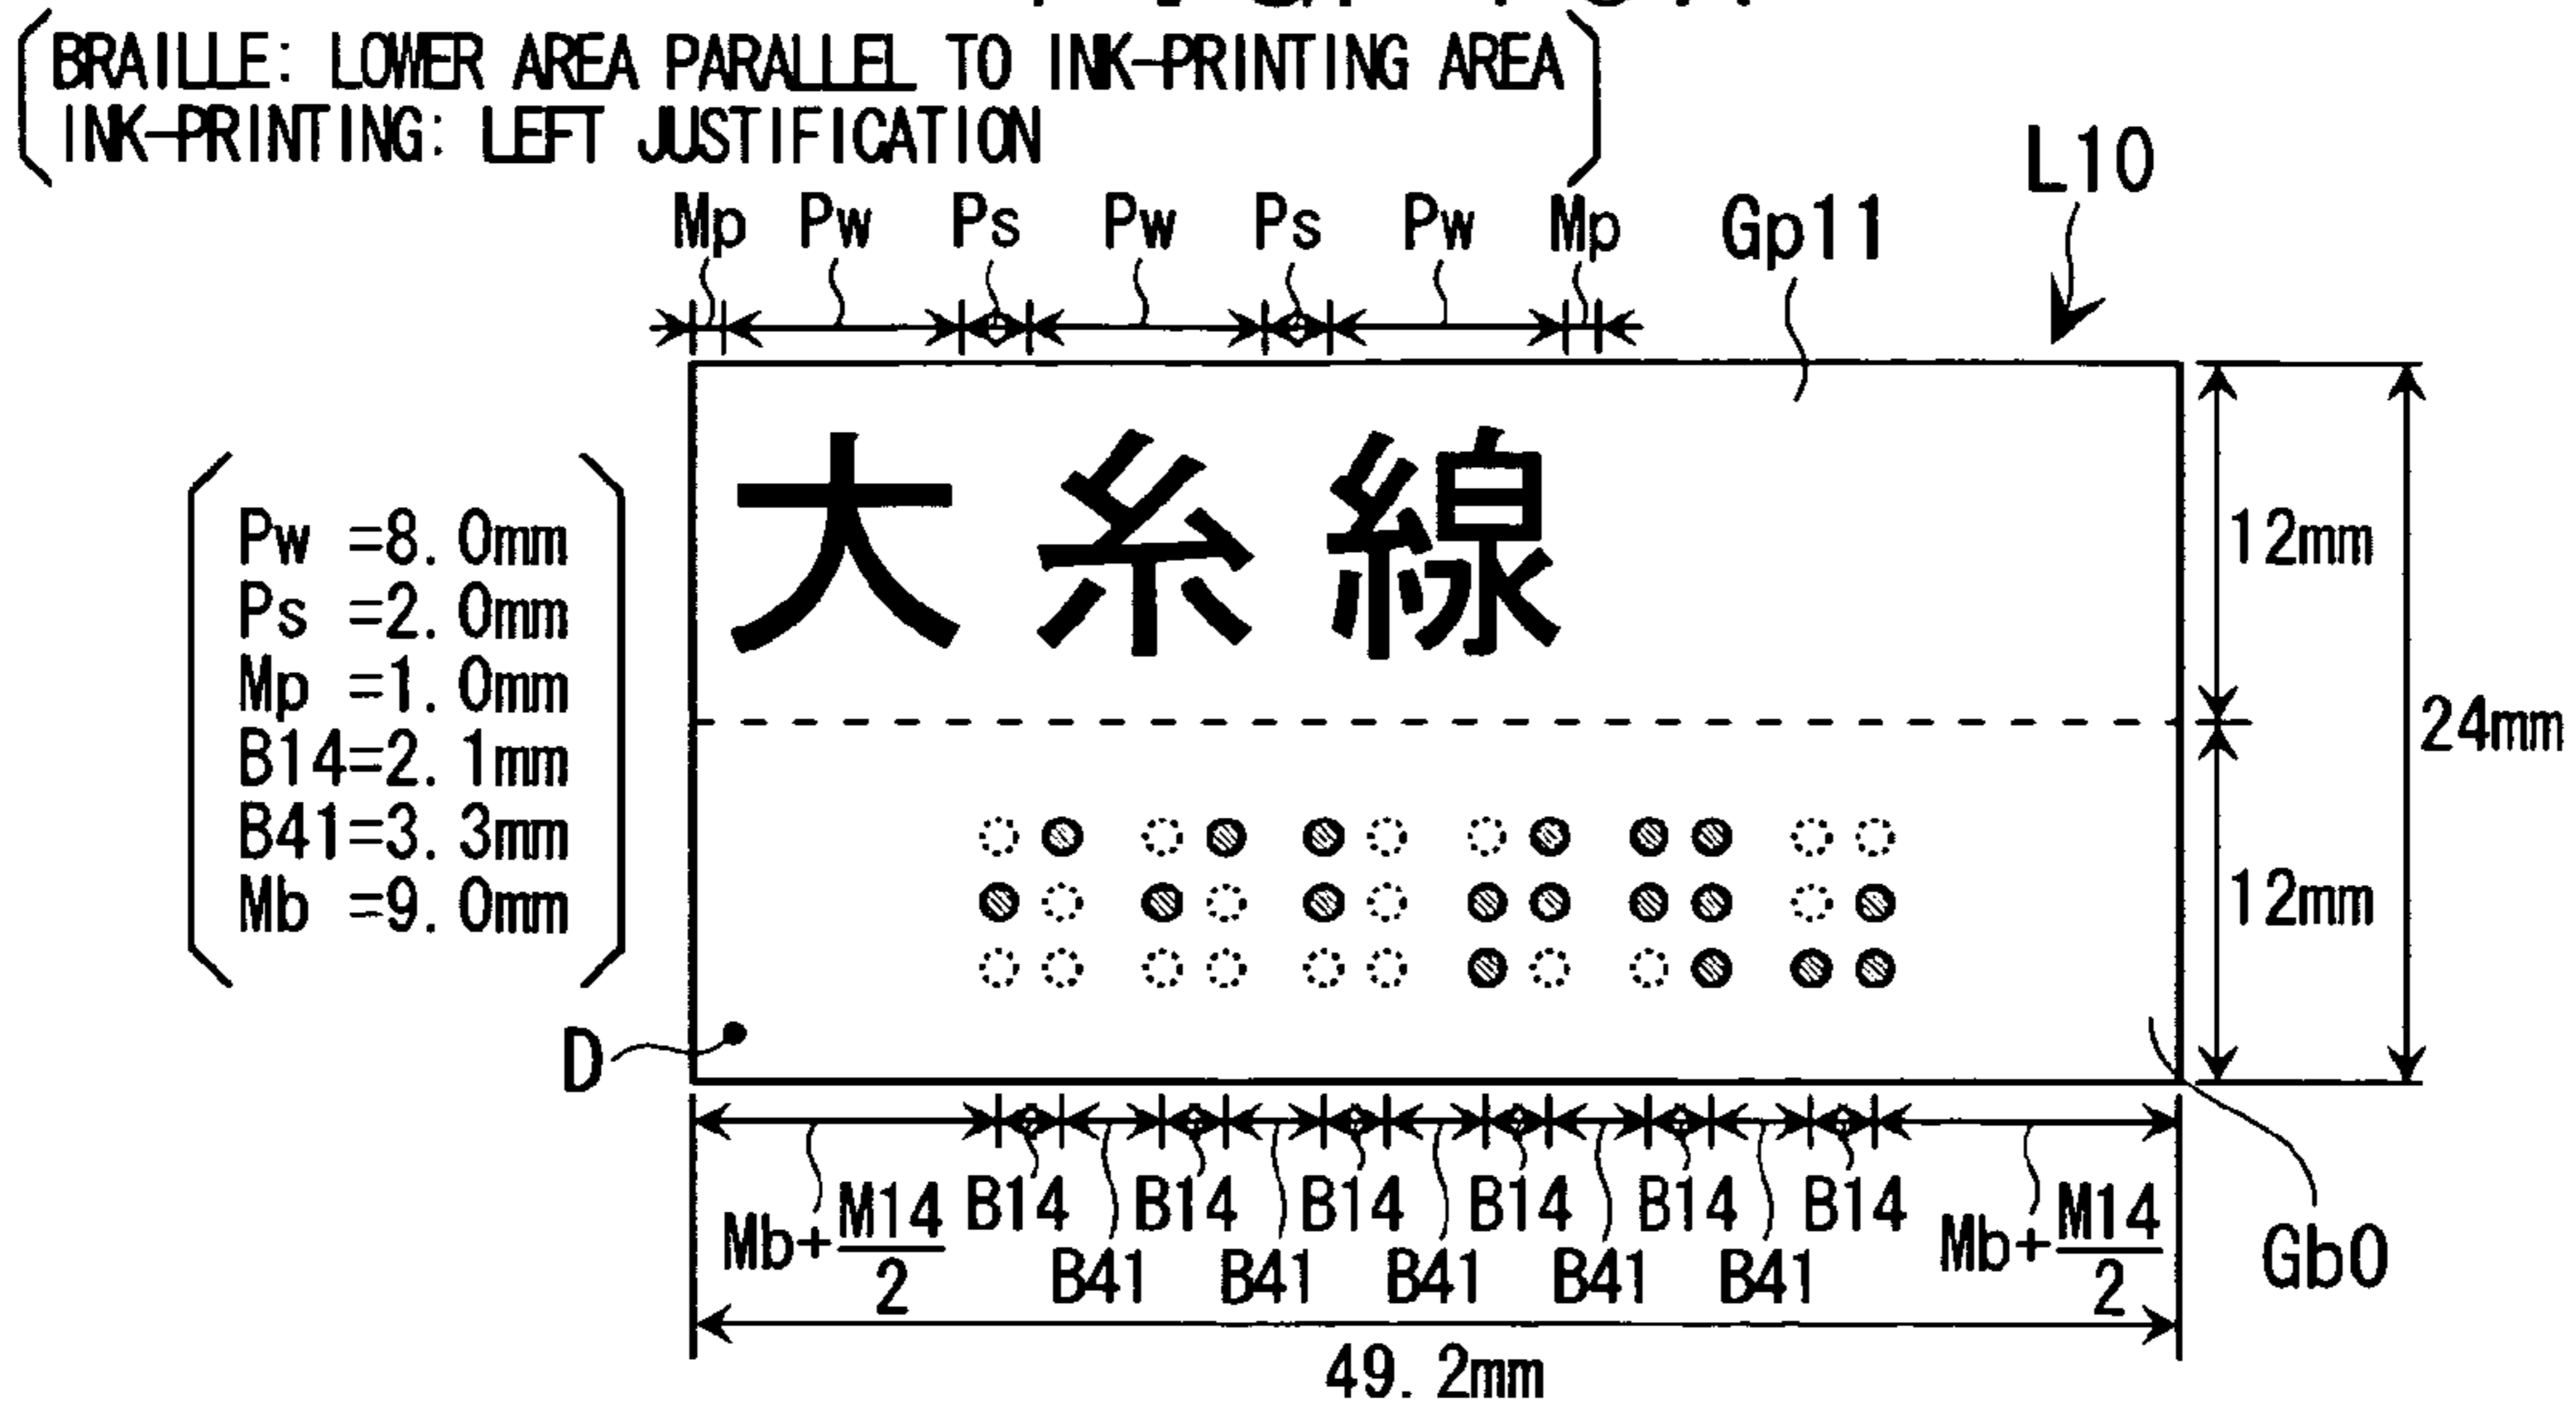 BRAILLE: LOWER AREA PARALLEL TO INK-PRINTING AREA
INK-PRINTING: LEFT JUSTIFICATION
L10
Mp Pw Ps Pw Ps Pw Mp Gp11
大糸線
Pw =8.0mm
Ps =2.0mm
Mp =1.0mm
B14=2.1mm
B41=3.3mm
Mb =9.0mm
12mm
24mm
12mm
D
B14 B14 B14 B14 B14 B14
Mb+M14/2 B41 B41 B41 B41 B41 Mb+M14/2
Gb0
49.2mm